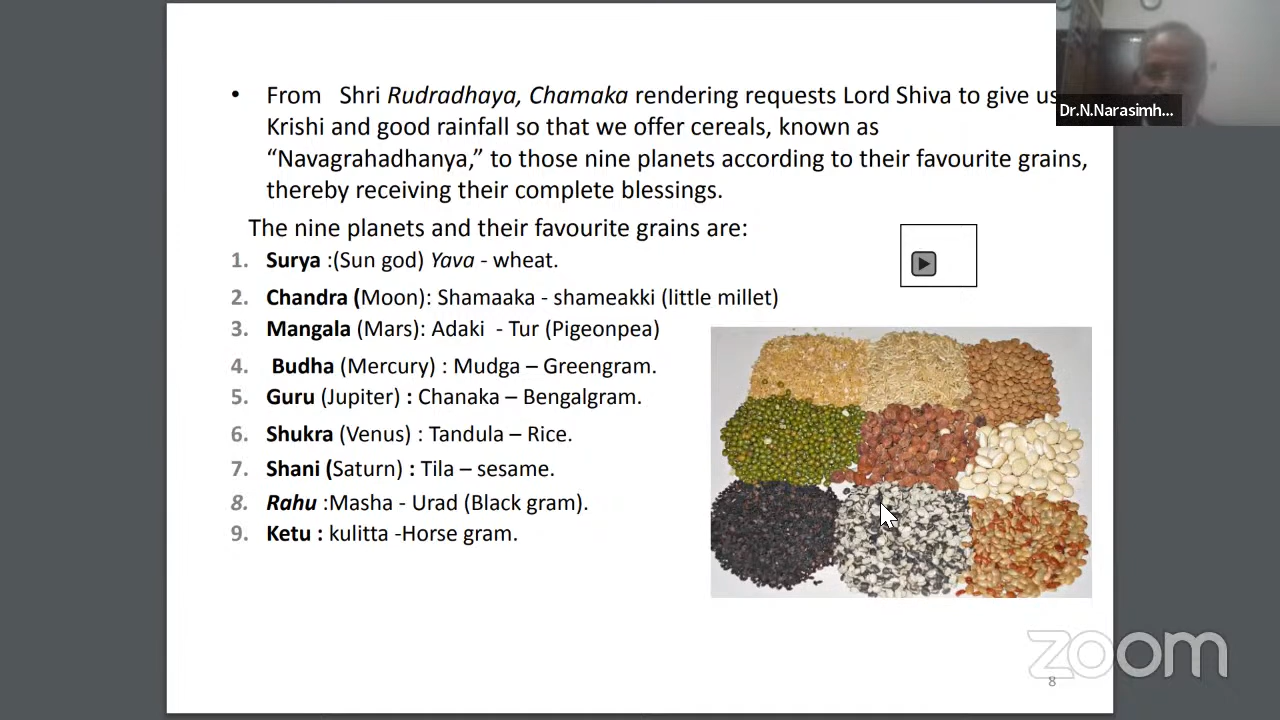 • From Shri Rudradhaya, Chamaka rendering requests Lord Shiva to give us
Krishi and good rainfall so that we offer cereals, known as
“Navagrahadhanya,” to those nine planets according to their favourite grains,
thereby receiving their complete blessings.
The nine planets and their favourite grains are:
1. Surya :(Sun god) Yava - wheat.
2. Chandra (Moon): Shamaaka - shameakki (little millet)
3. Mangala (Mars): Adaki - Tur (Pigeonpea)
4. Budha (Mercury) : Mudga – Greengram.
5. Guru (Jupiter) : Chanaka – Bengalgram.
6. Shukra (Venus) : Tandula – Rice.
7. Shani (Saturn) : Tila – sesame.
8. Rahu :Masha - Urad (Black gram).
9. Ketu : kulitta -Horse gram.
Dr.N.Narasimh...
zoom
8